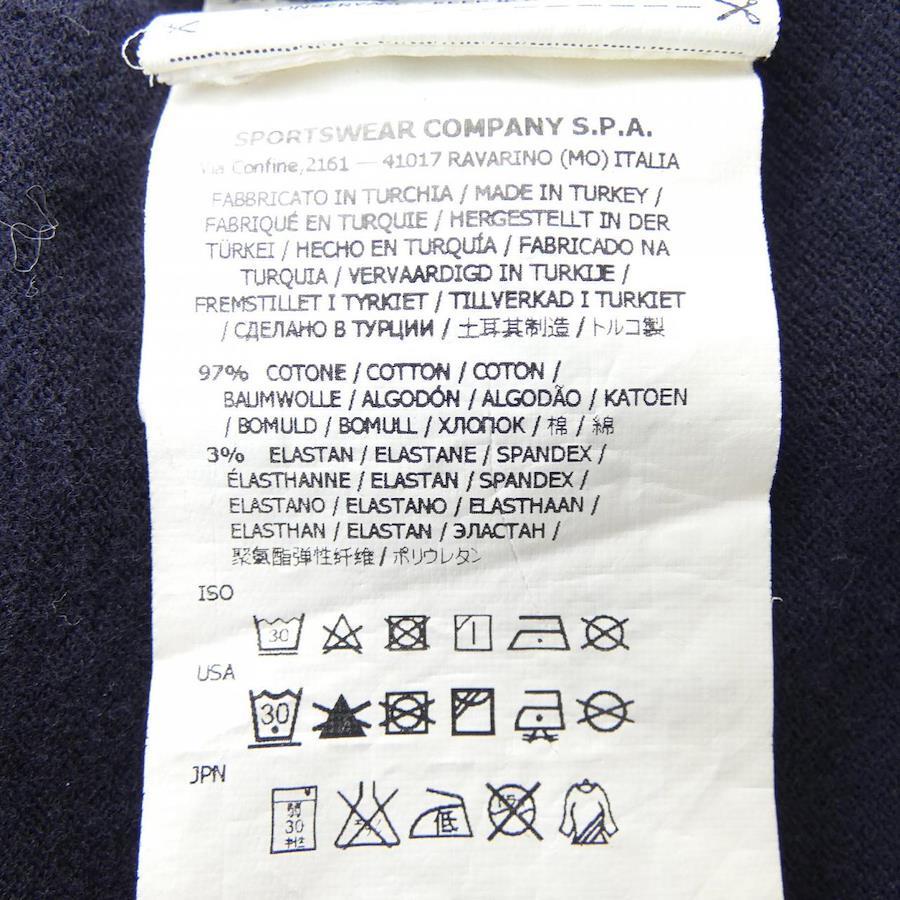 SPORTSWEAR COMPANY S.P.A.
Via Confine,2161 — 41017 RAVARINO (MO) ITALIA
FABBRICATO IN TURCHIA / MADE IN TURKEY /
FABRIQUÉ EN TURQUIE / HERGESTELLT IN DER
TÜRKEI / HECHO EN TURQUÍA / FABRICADO NA
TURQUIA / VERVAARDIGD IN TURKIJE /
FREMSTILLET I TYRKIET / TILLVERKAD I TURKIET
/ СДЕЛАНО В ТУРЦИИ / 土耳其制造 / トルコ製
97% COTONE / COTTON / COTON /
BAUMWOLLE / ALGODÓN / ALGODÃO / KATOEN
/ BOMULD / BOMULL / ХЛОПОК / 棉 / 綿
3% ELASTAN / ELASTANE / SPANDEX /
ÉLASTHANNE / ELASTAN / SPANDEX /
ELASTANO / ELASTANO / ELASTHAAN /
ELASTHAN / ELASTAN / ЭЛАСТАН /
聚氨酯弹性纤维 / ポリウレタン
ISO
30
USA
30
JPN
弱
30
中性
低